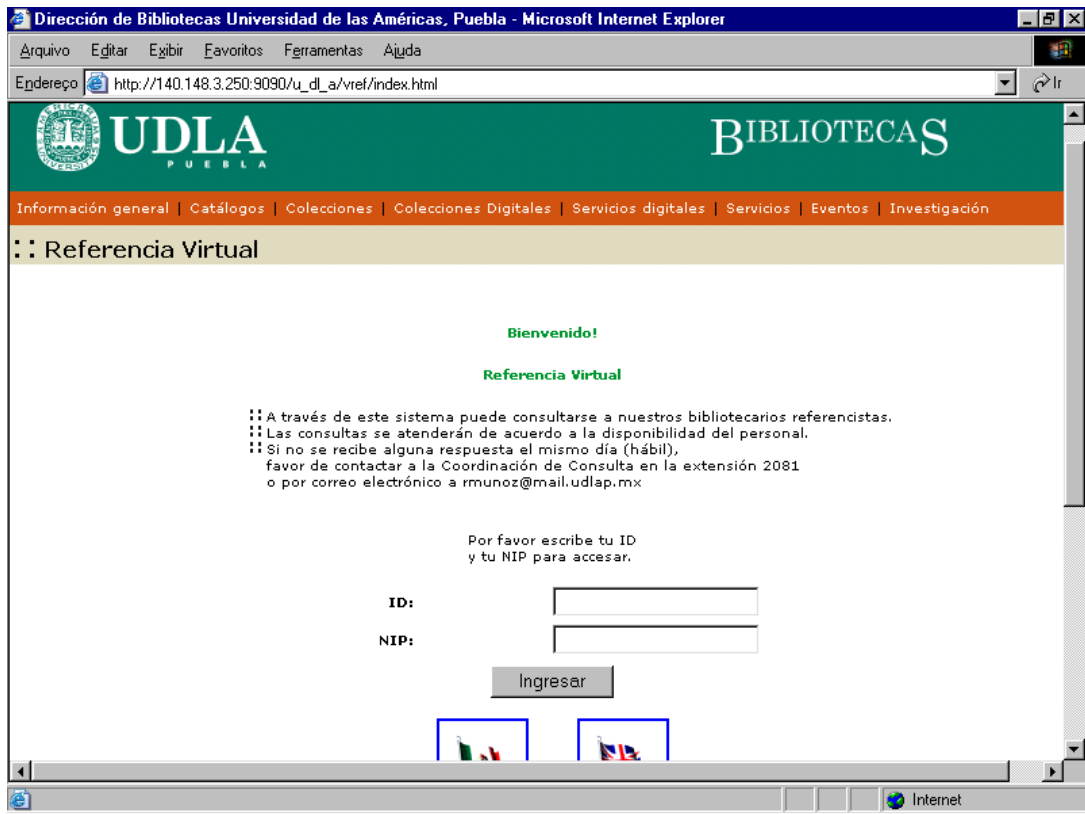 Dirección de Bibliotecas Universidad de las Américas, Puebla - Microsoft Internet Explorer
Arquivo Editar Exibir Favoritos Ferramentas Ajuda
Endereço http://140.148.3.250:9090/u_dl_a/vref/index.html Ir
UDLA BIBLIOTECAS
PUEBLA
Información general | Catálogos | Colecciones | Colecciones Digitales | Servicios digitales | Servicios | Eventos | Investigación
:: Referencia Virtual
Bienvenido!
Referencia Virtual
:: A través de este sistema puede consultarse a nuestros bibliotecarios referencistas.
:: Las consultas se atenderán de acuerdo a la disponibilidad del personal.
:: Si no se recibe alguna respuesta el mismo día (hábil),
favor de contactar a la Coordinación de Consulta en la extensión 2081
o por correo electrónico a rmunoz@mail.udlap.mx
Por favor escribe tu ID
y tu NIP para accesar.
ID:
NIP:
Ingresar
Internet